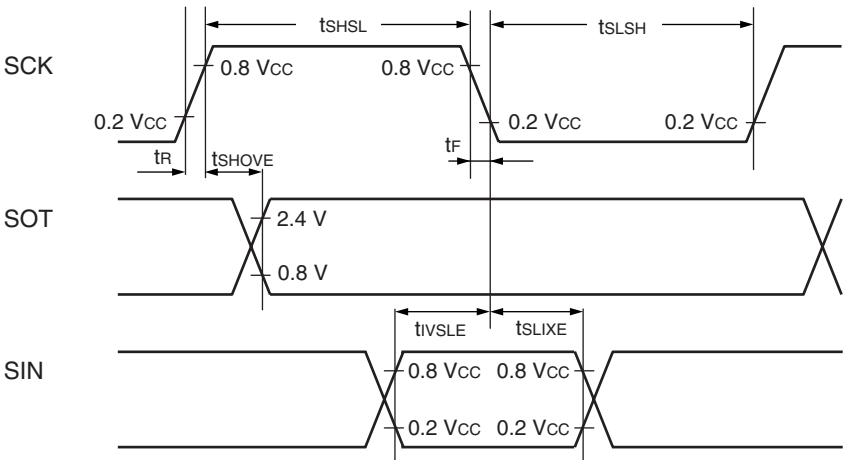 tSHSL
tSLSH
SCK
0.8 VCC
0.8 VCC
0.2 VCC
0.2 VCC
0.2 VCC
tR
tSHOVE
tF
SOT
2.4 V
0.8 V
tIVSLE
tSLIXE
SIN
0.8 VCC
0.8 VCC
0.2 VCC
0.2 VCC